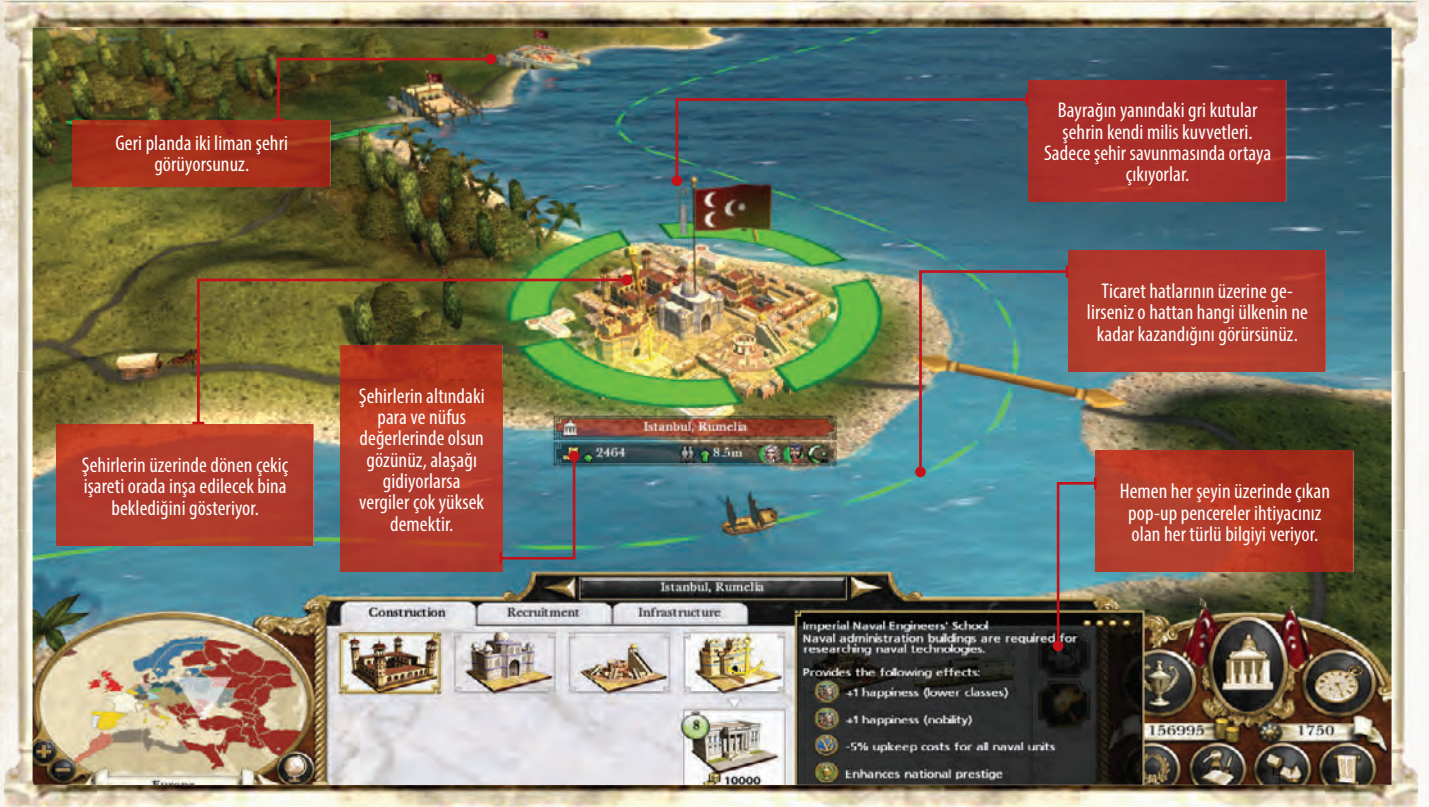 Geri planda iki liman şehri
görüyorsunuz.
Bayrağın yanındaki gri kutular
şehrin kendi milis kuvvetleri.
Sadece şehir savunmasında ortaya
çıkıyorlar.
Ticaret hatlarının üzerine ge-
lirseniz o hattan hangi ülkenin ne
kadar kazandığını görürsünüz.
Şehirlerin altındaki
para ve nüfus
değerlerinde olsun
gözünüz, alaşağı
gidiyorlarsa
vergiler çok yüksek
demektir.
Şehirlerin üzerinde dönen çekiç
işareti orada inşa edilecek bina
beklediğini gösteriyor.
Istanbul, Rumelia
2464 8.5m
Hemen her şeyin üzerinde çıkan
pop-up pencereler ihtiyacınız
olan her türlü bilgiyi veriyor.
Istanbul, Rumelia
Construction Recruitment Infrastructure
Imperial Naval Engineers' School
Naval administration buildings are required for
researching naval technologies.
Provides the following effects:
+1 happiness (lower classes)
+1 happiness (nobility)
-5% upkeep costs for all naval units
Enhances national prestige
8
10000
156995 1750
Europe